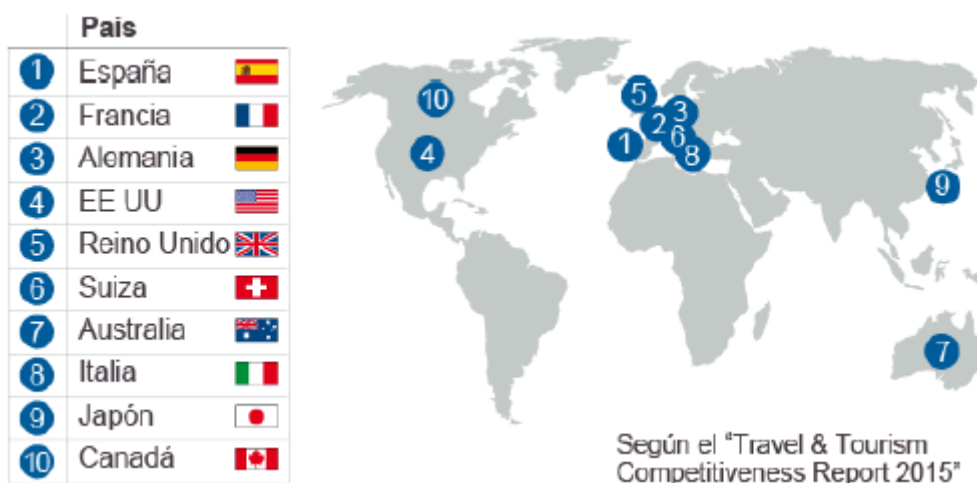 País
1 España
2 Francia
3 Alemania
4 EE UU
5 Reino Unido
6 Suiza
7 Australia
8 Italia
9 Japón
10 Canadá
5
10
3
2
6
1
4
8
9
7
Según el "Travel & Tourism
Competitiveness Report 2015"